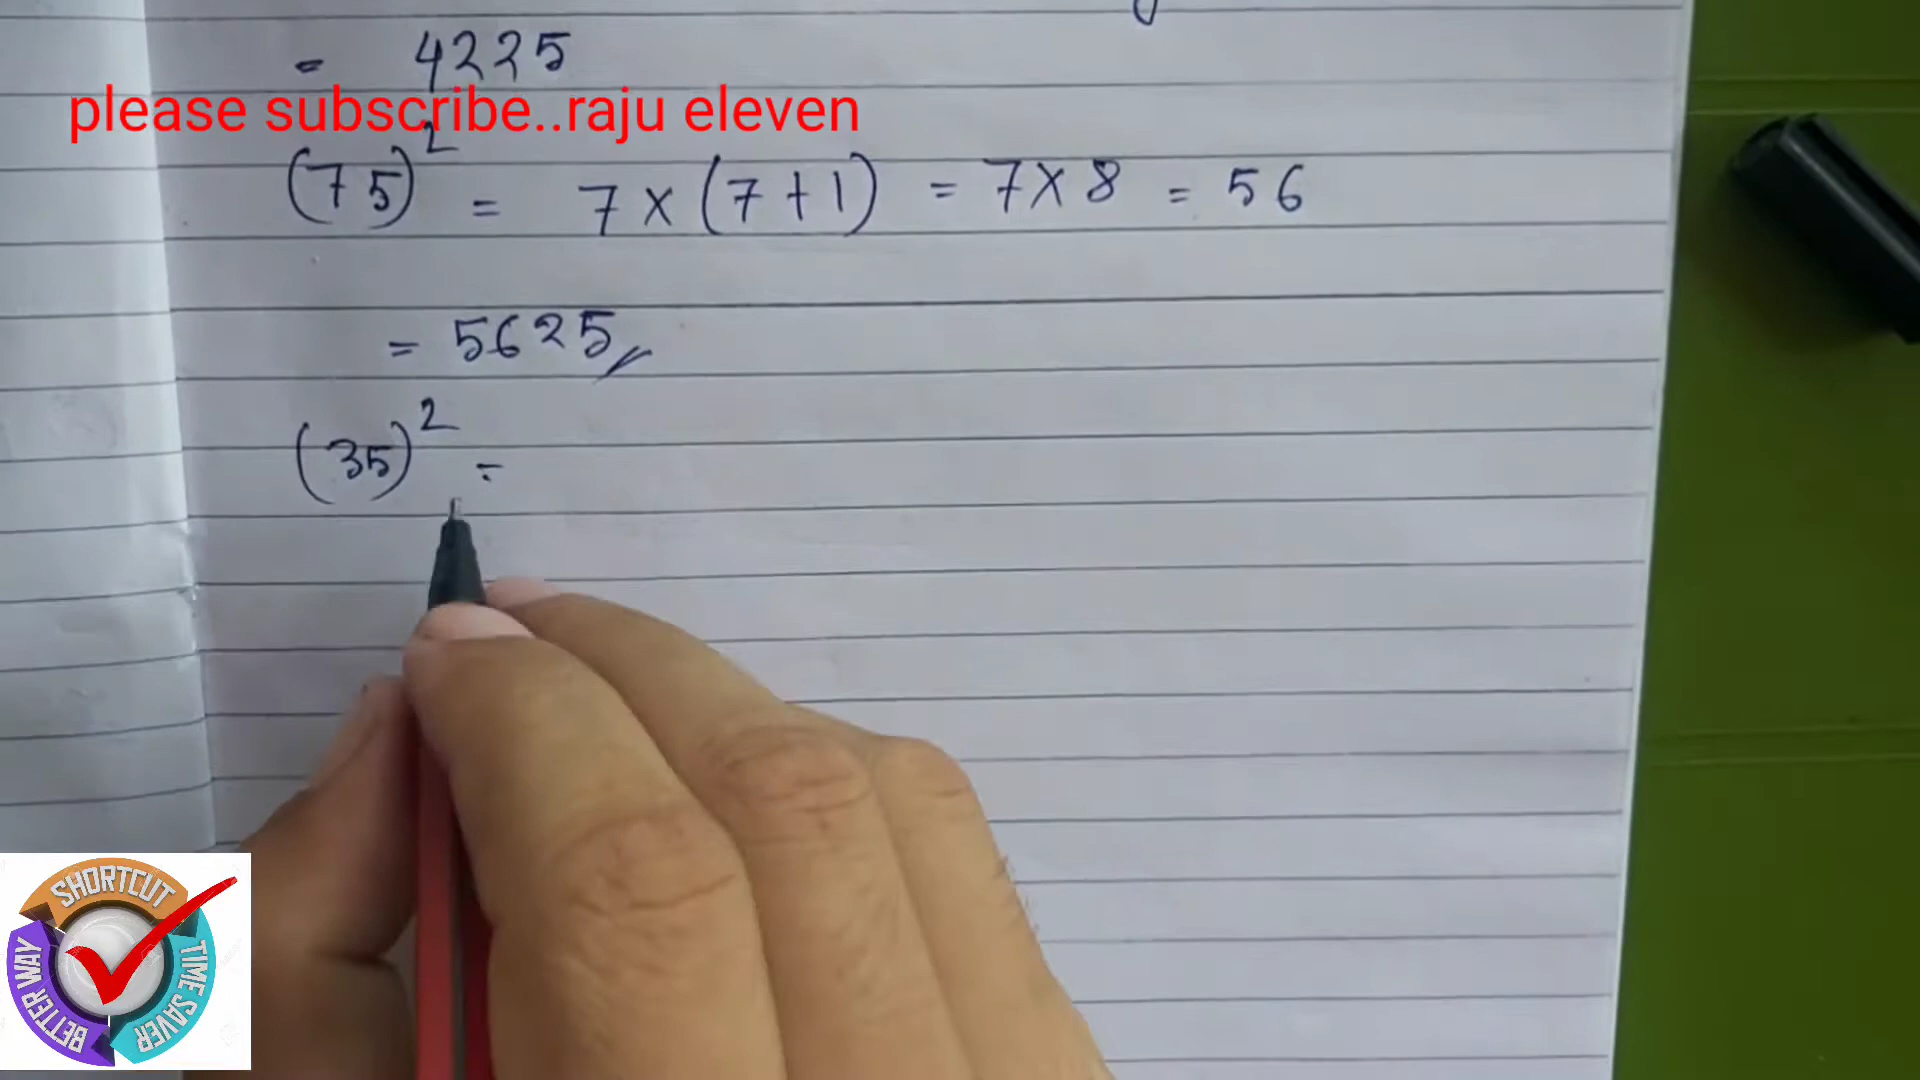 = 4225
please subscribe..raju eleven
(75)² = 7 × (7+1) = 7×8 = 56
= 5625
(35)² =
SHORTCUT
BETTER WAY
TIME SAVER